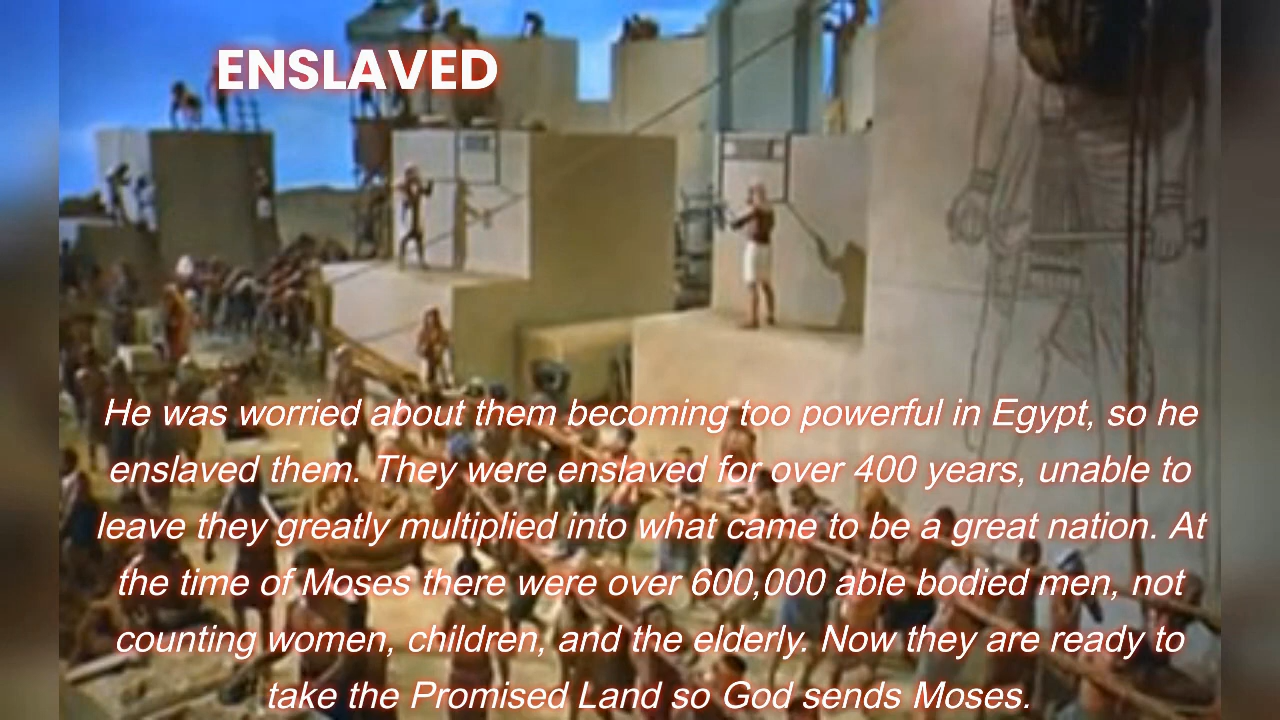 ENSLAVED
He was worried about them becoming too powerful in Egypt, so he
enslaved them. They were enslaved for over 400 years, unable to
leave they greatly multiplied into what came to be a great nation. At
the time of Moses there were over 600,000 able bodied men, not
counting women, children, and the elderly. Now they are ready to
take the Promised Land so God sends Moses.